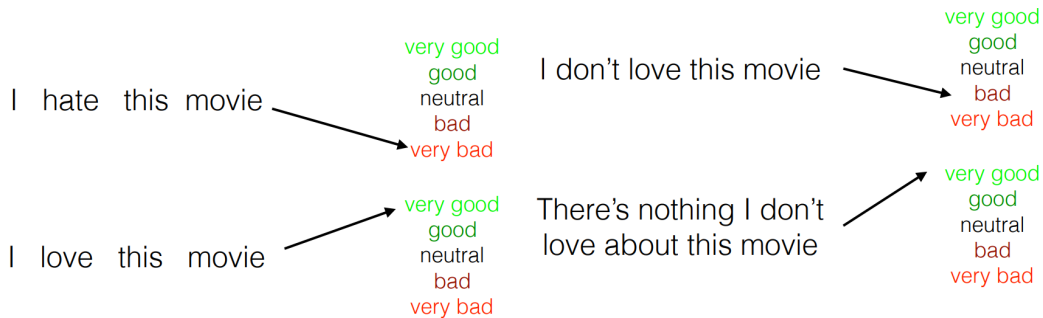 I hate this movie
very good
good
neutral
bad
very bad
I love this movie
very good
good
neutral
bad
very bad
I don't love this movie
very good
good
neutral
bad
very bad
There's nothing I don't
love about this movie
very good
good
neutral
bad
very bad